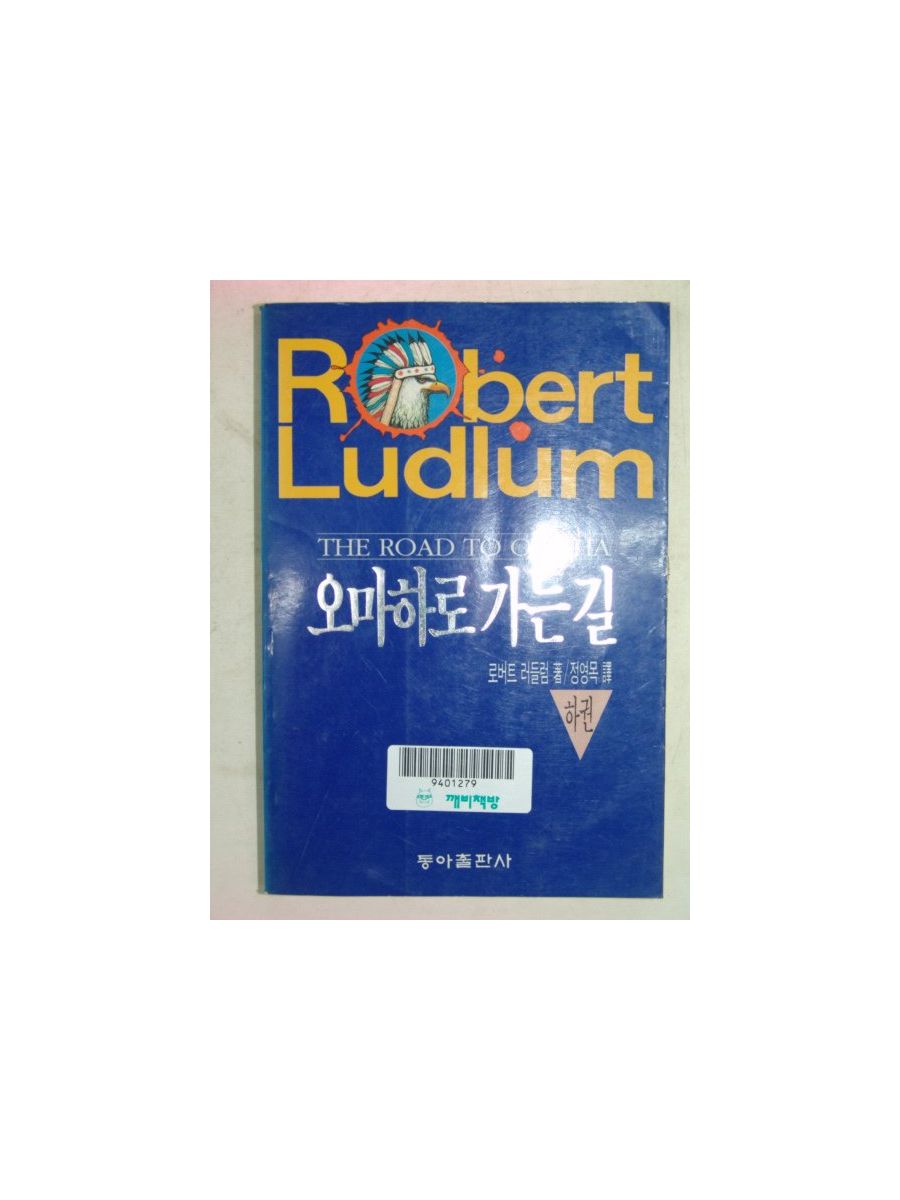 Robert
Ludlum
THE ROAD TO
오마하로 가는 길
로버트 러들럼 著/정영목 譯
하권
9401279
깨비책방
동아출판사